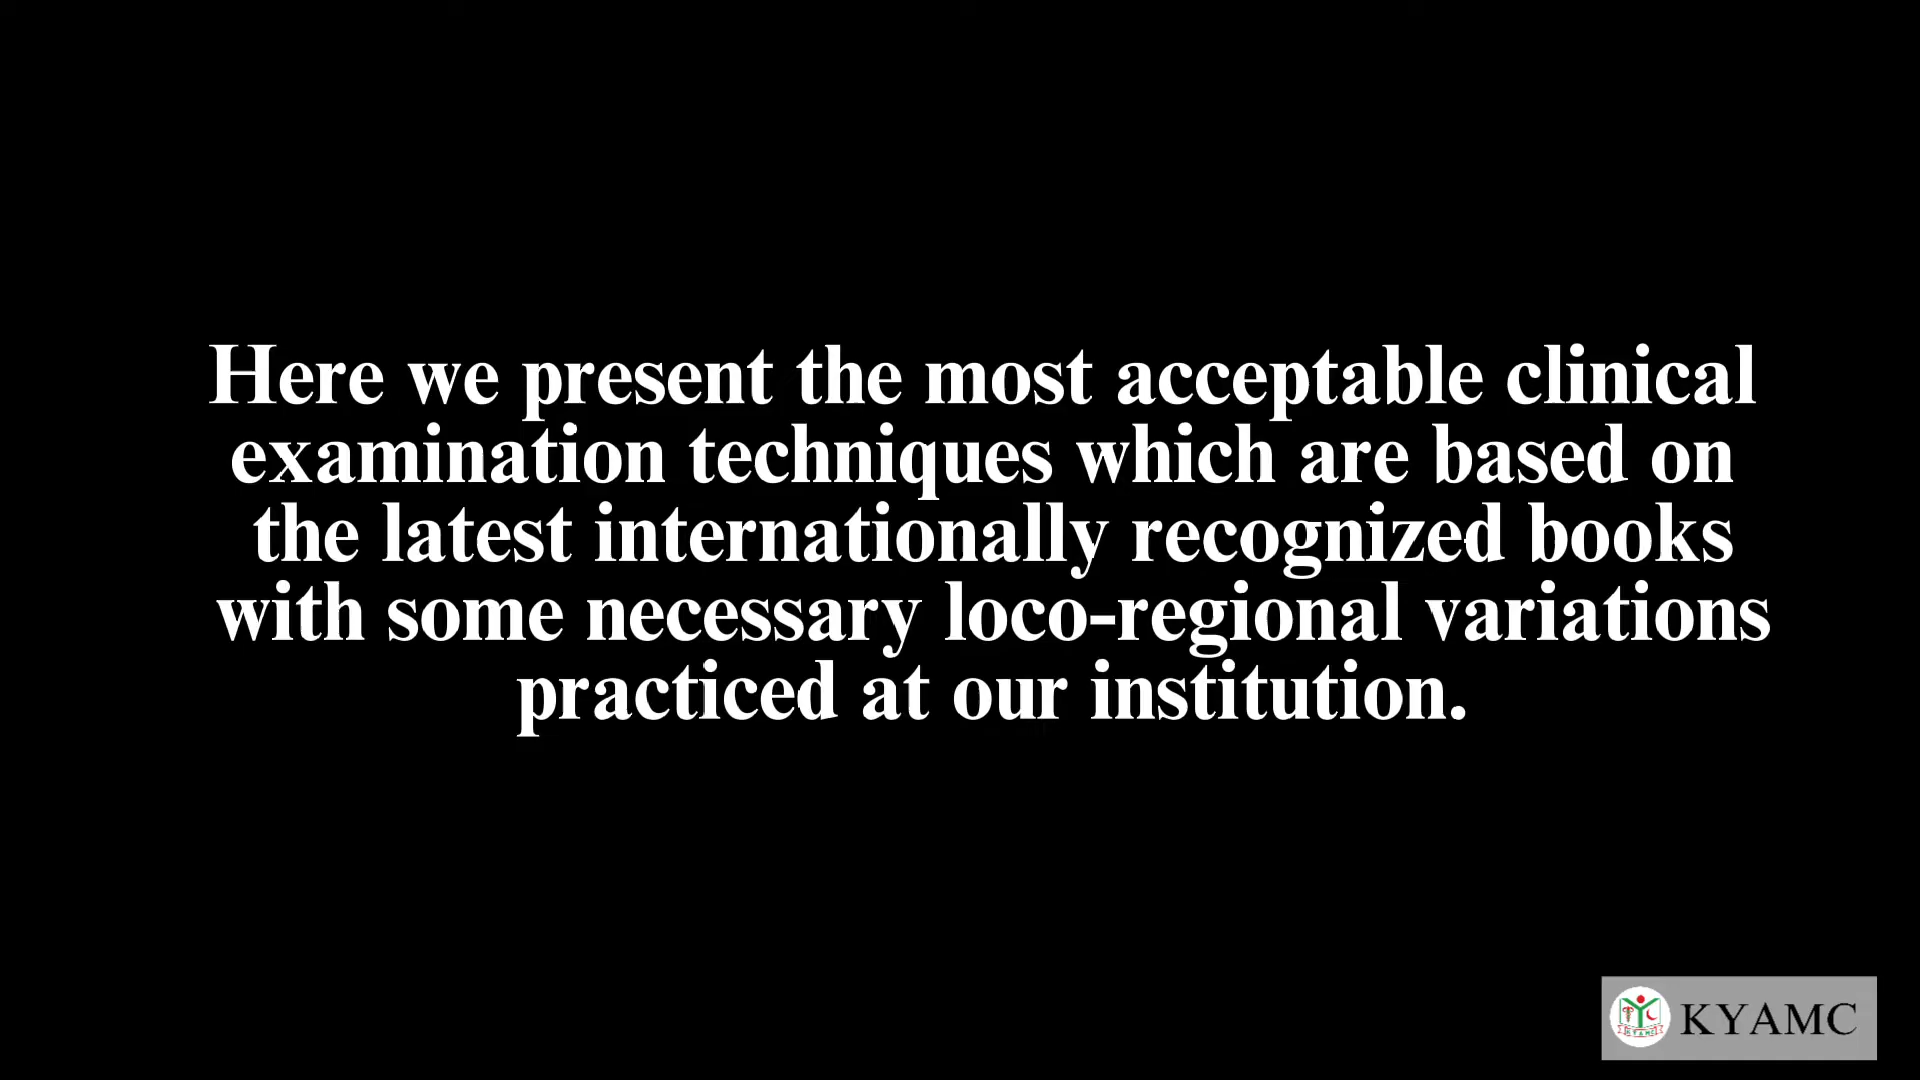 Here we present the most acceptable clinical
examination techniques which are based on
the latest internationally recognized books
with some necessary loco-regional variations
practiced at our institution.
KYAMC